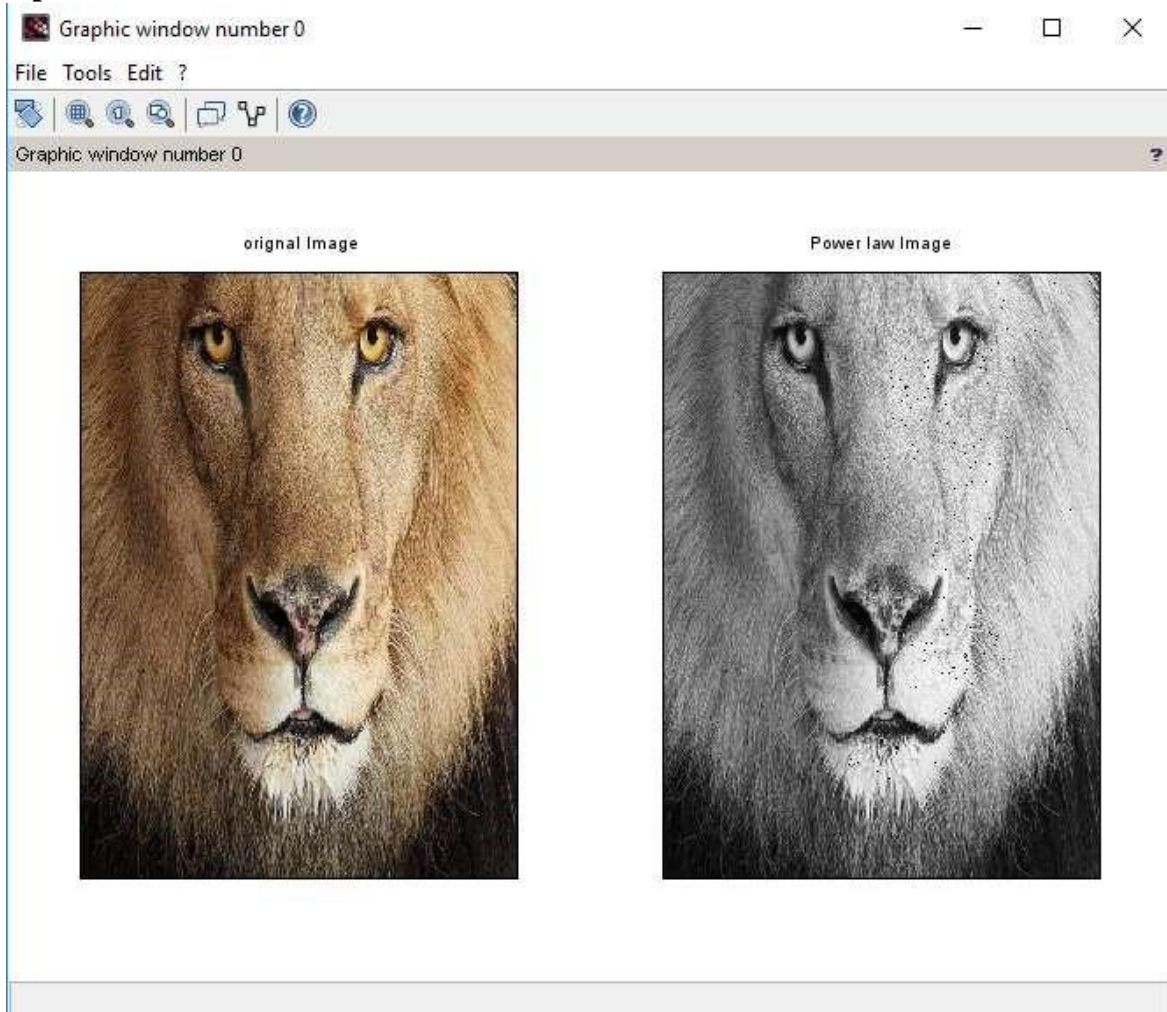 Graphic window number 0
File Tools Edit ?
Graphic window number 0 ?
orignal Image
Power law Image